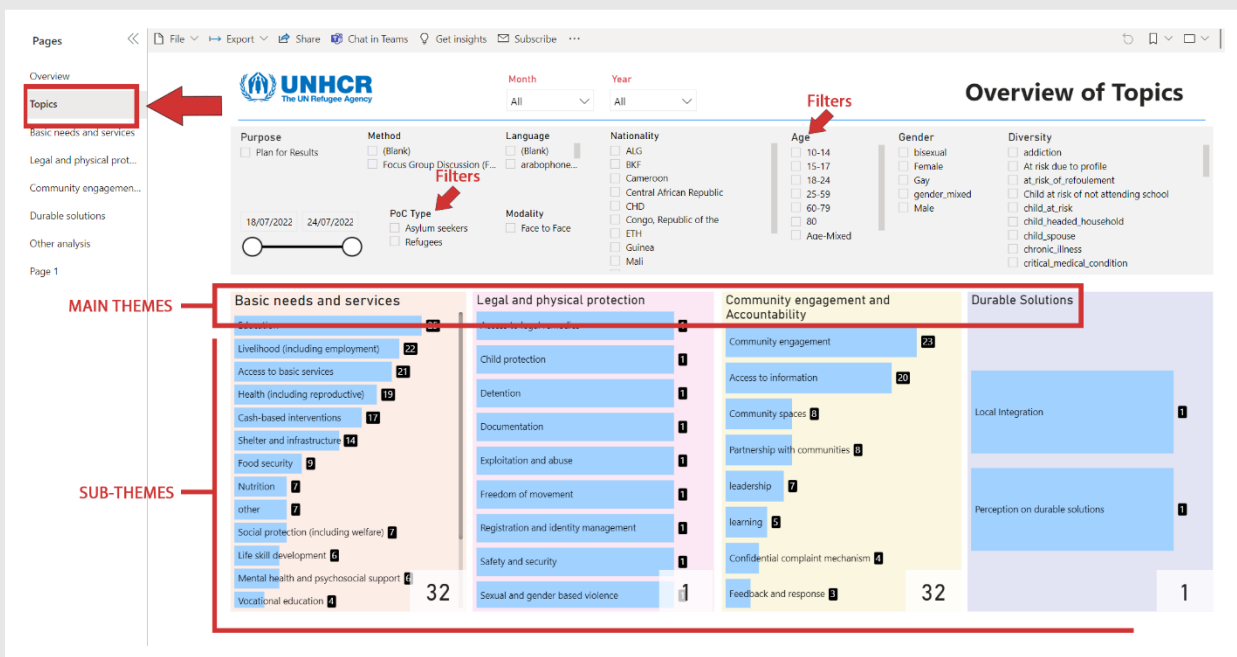 Pages
File
Export
Share
Chat in Teams
Get insights
Subscribe
Overview
Topics
Basic needs and services
Legal and physical prot...
Community engagemen...
Durable solutions
Other analysis
Page 1
UNHCR
The UN Refugee Agency
Month
All
Year
All
Filters
Overview of Topics
Purpose
Plan for Results
18/07/2022
24/07/2022
Method
(Blank)
Focus Group Discussion (F...
Filters
PoC Type
Asylum seekers
Refugees
Language
(Blank)
arabophone...
Modality
Face to Face
Nationality
ALG
BKF
Cameroon
Central African Republic
CHD
Congo, Republic of the
ETH
Guinea
Mali
Age
10-14
15-17
18-24
25-59
60-79
80
Age-Mixed
Gender
bisexual
Female
Gay
gender_mixed
Male
Diversity
addiction
At risk due to profile
at_risk_of_refoulement
Child at risk of not attending school
child_at_risk
child_headed_household
child_spouse
chronic_illness
critical_medical_condition
MAIN THEMES
SUB-THEMES
Basic needs and services
Education
Livelihood (including employment) 22
Access to basic services 21
Health (including reproductive) 19
Cash-based interventions 17
Shelter and infrastructure 14
Food security 9
Nutrition 7
other 7
Social protection (including welfare) 7
Life skill development 6
Mental health and psychosocial support 6
Vocational education 4
32
Legal and physical protection
Access to legal remedies
Child protection 1
Detention 1
Documentation 1
Exploitation and abuse 1
Freedom of movement 1
Registration and identity management 1
Safety and security 1
Sexual and gender based violence
1
Community engagement and
Accountability
Community engagement 23
Access to information 20
Community spaces 8
Partnership with communities 8
leadership 7
learning 5
Confidential complaint mechanism 4
Feedback and response 3
32
Durable Solutions
Local Integration 1
Perception on durable solutions 1
1